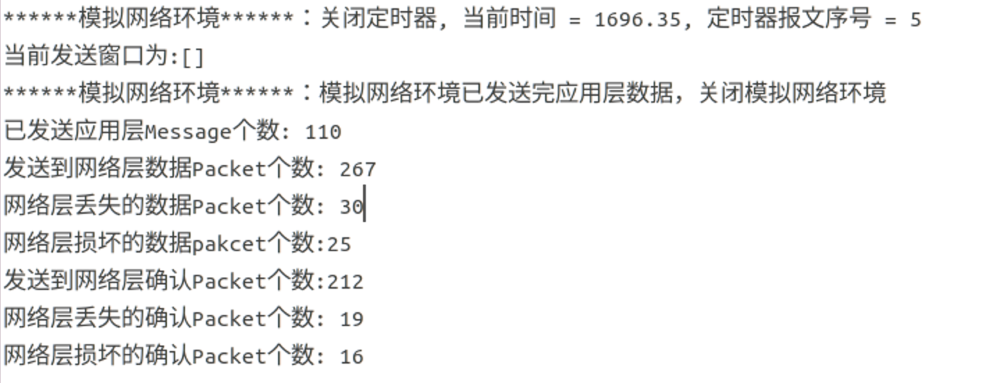 ******模拟网络环境******：关闭定时器, 当前时间 = 1696.35, 定时器报文序号 = 5
当前发送窗口为:[]
******模拟网络环境******：模拟网络环境已发送完应用层数据, 关闭模拟网络环境
已发送应用层Message个数: 110
发送到网络层数据Packet个数: 267
网络层丢失的数据Packet个数: 30
网络层损坏的数据pakcet个数:25
发送到网络层确认Packet个数:212
网络层丢失的确认Packet个数: 19
网络层损坏的确认Packet个数: 16